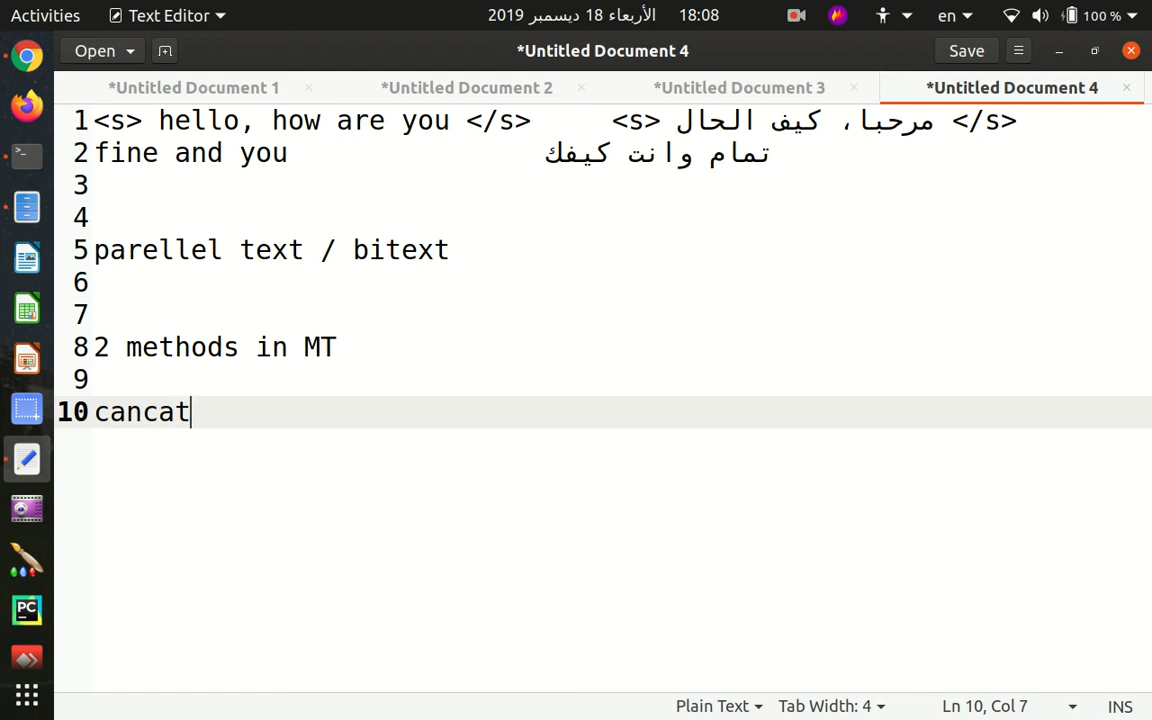 Activities Text Editor الأربعاء 18 ديسمبر 2019 18:08 en 100 %
Open *Untitled Document 4 Save
*Untitled Document 1 *Untitled Document 2 *Untitled Document 3 *Untitled Document 4
1 <s> hello, how are you </s> <s> مرحبا، كيف الحال </s>
2 fine and you تمام وانت كيفك
3
4
5 parellel text / bitext
6
7
8 2 methods in MT
9
10 cancat
PC
Plain Text Tab Width: 4 Ln 10, Col 7 INS